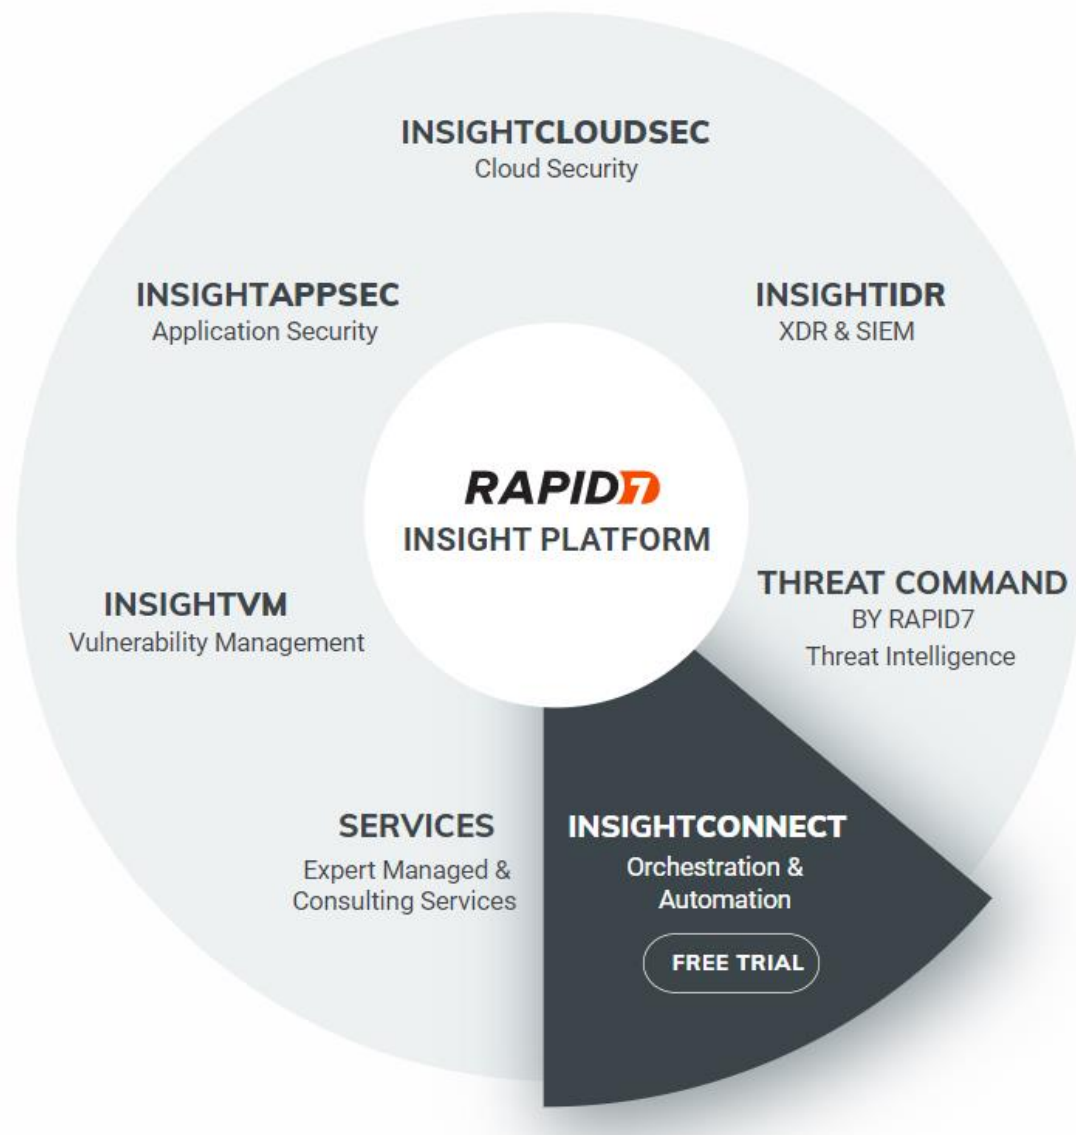 INSIGHTCLOUDSEC
Cloud Security
INSIGHTAPPSEC
Application Security
INSIGHTIDR
XDR & SIEM
RAPID7
INSIGHT PLATFORM
THREAT COMMAND
BY RAPID7
Threat Intelligence
INSIGHTVM
Vulnerability Management
SERVICES
Expert Managed &
Consulting Services
INSIGHTCONNECT
Orchestration &
Automation
FREE TRIAL